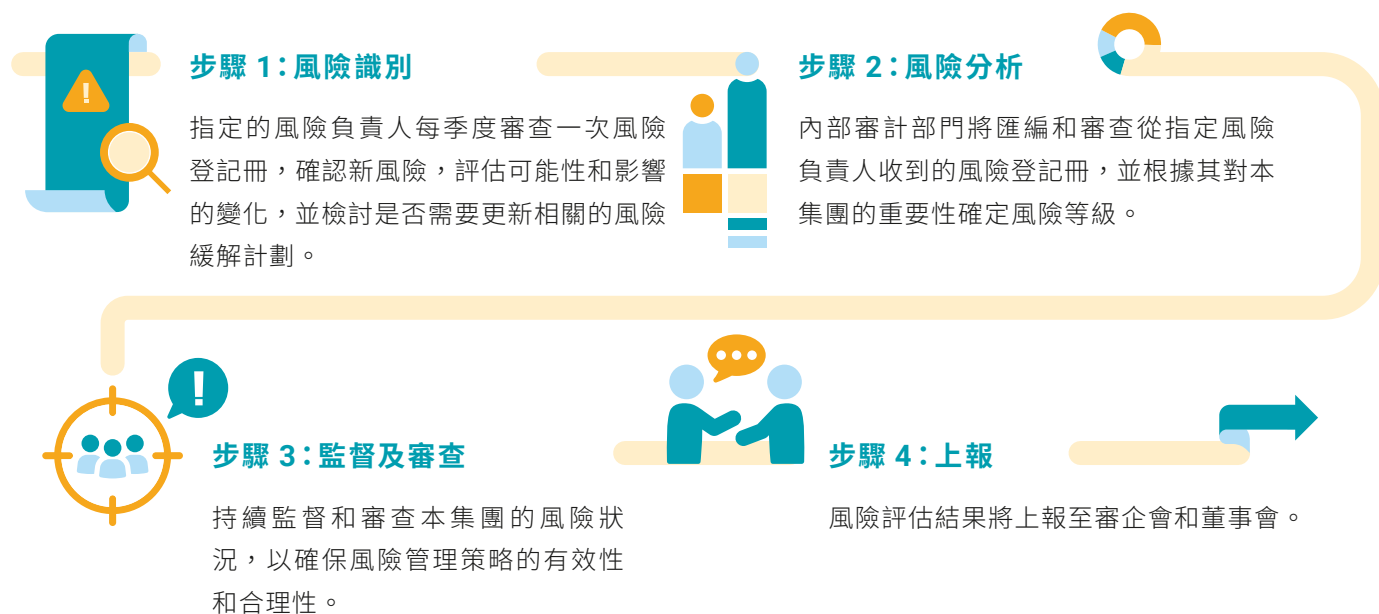 步驟 1：風險識別
指定的風險負責人每季度審查一次風險
登記冊，確認新風險，評估可能性和影響
的變化，並檢討是否需要更新相關的風險
緩解計劃。
步驟 2：風險分析
內部審計部門將匯編和審查從指定風險
負責人收到的風險登記冊，並根據其對本
集團的重要性確定風險等級。
步驟 3：監督及審查
持續監督和審查本集團的風險狀
況，以確保風險管理策略的有效性
和合理性。
步驟 4：上報
風險評估結果將上報至審企會和董事會。